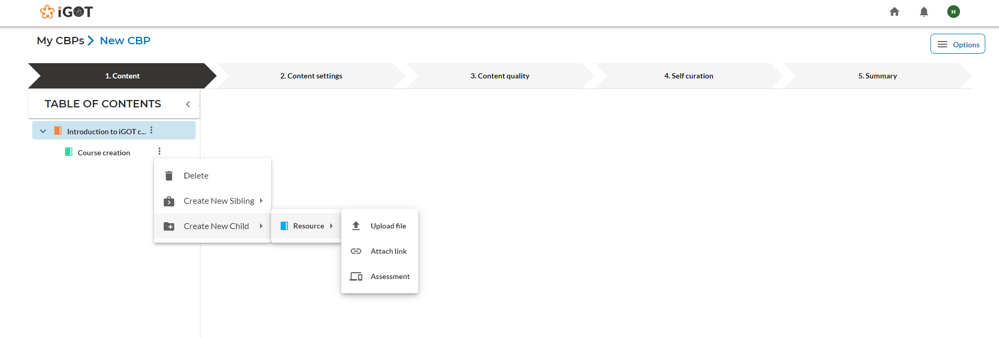 iGOT
H
My CBPs
New CBP
Options
1. Content
2. Content settings
3. Content quality
4. Self curation
5. Summary
TABLE OF CONTENTS
Introduction to iGOT c...
Course creation
Delete
Create New Sibling
Create New Child
Resource
Upload file
Attach link
Assessment